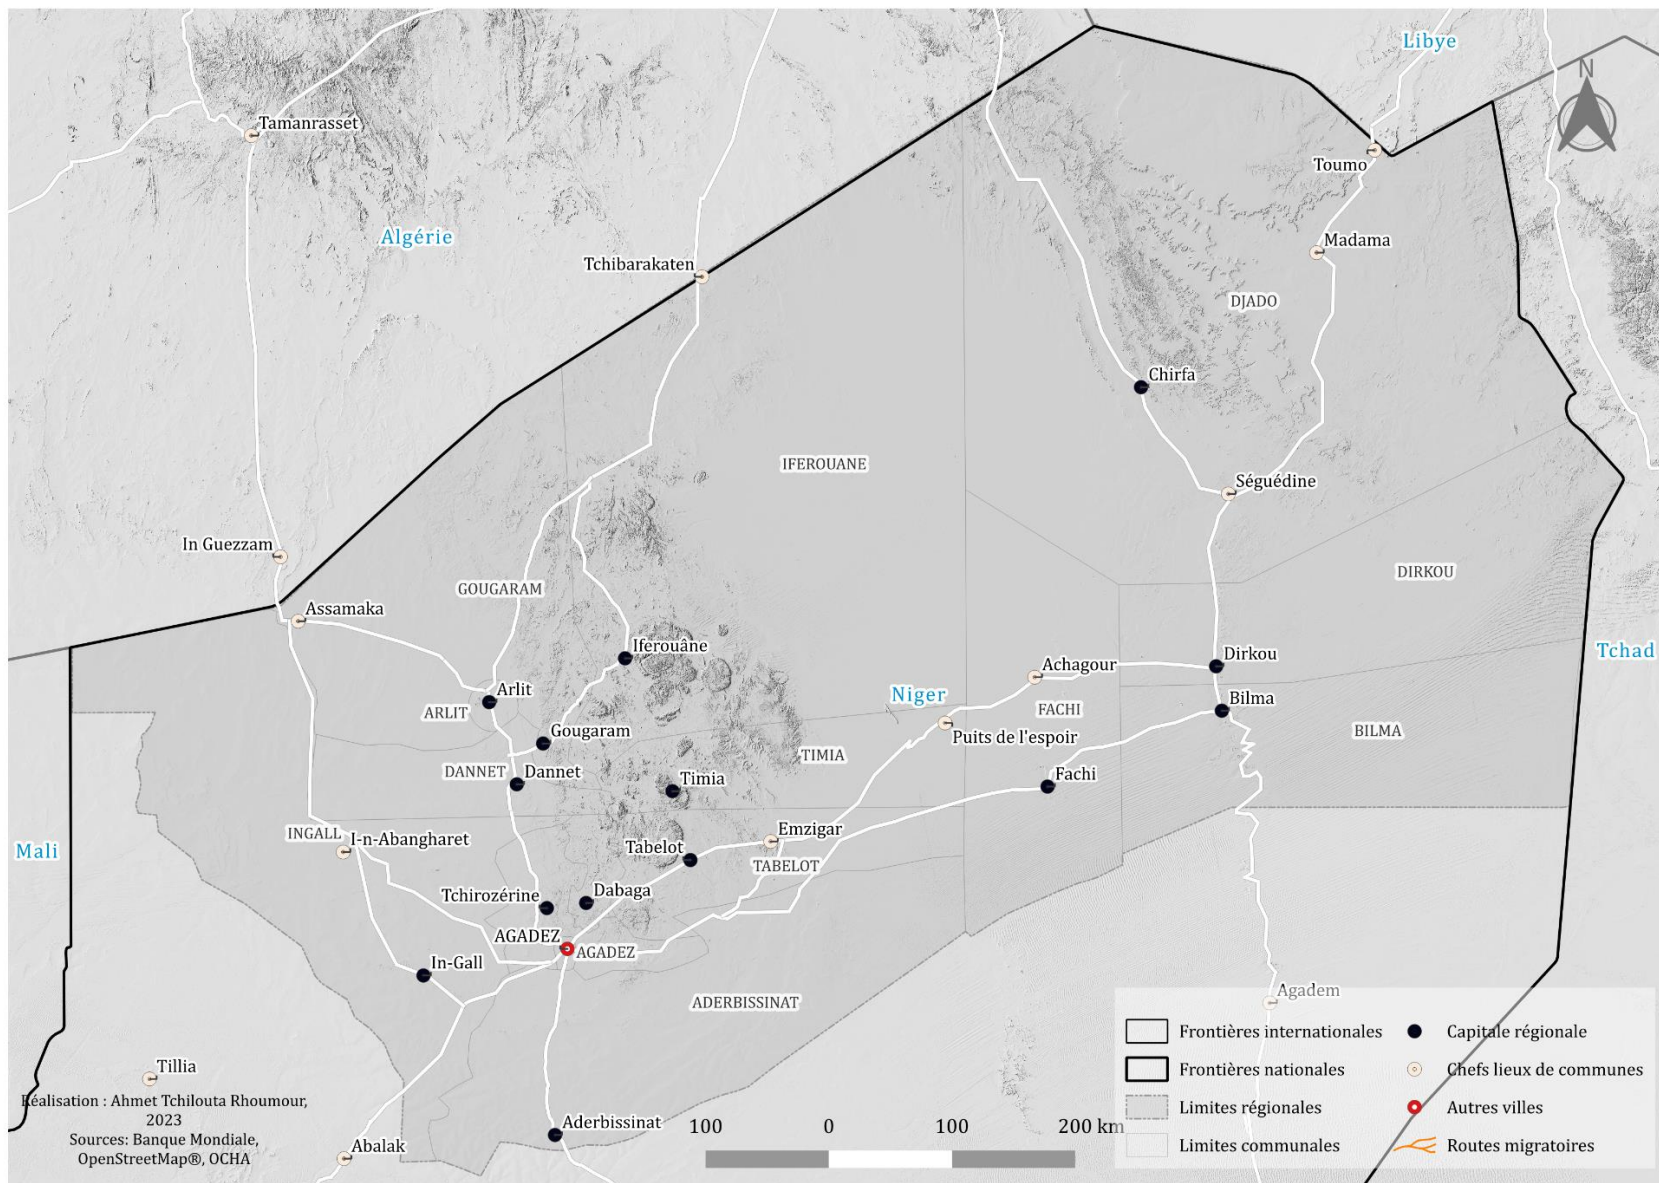 Libye
N
Tamanrasset
Toumo
Algérie
Madama
Tchibarakaten
DJADO
Chirfa
IFEROUANE
Séguédine
In Guezzam
DIRKOU
GOUGARAM
Assamaka
Iferouâne
Dirkou
Tchad
Achagour
Arlit
Niger
Bilma
ARLIT
FACHI
Gougaram
Puits de l'espoir
BILMA
TIMIA
DANNET
Dannet
Timia
Fachi
INGALL
I-n-Abangharet
Emzigar
Mali
Tabelot
TABELOT
Tchirozérine
Dabaga
AGADEZ
AGADEZ
In-Gall
Agadem
ADERBISSINAT
Tillia
Aderbissinat
Abalak
Réalisation : Ahmet Tchilouta Rhoumour,
2023
Sources: Banque Mondiale,
OpenStreetMap®, OCHA
100 0 100 200 km
Frontières internationales
Frontières nationales
Limites régionales
Limites communales
Capitale régionale
Chefs lieux de communes
Autres villes
Routes migratoires